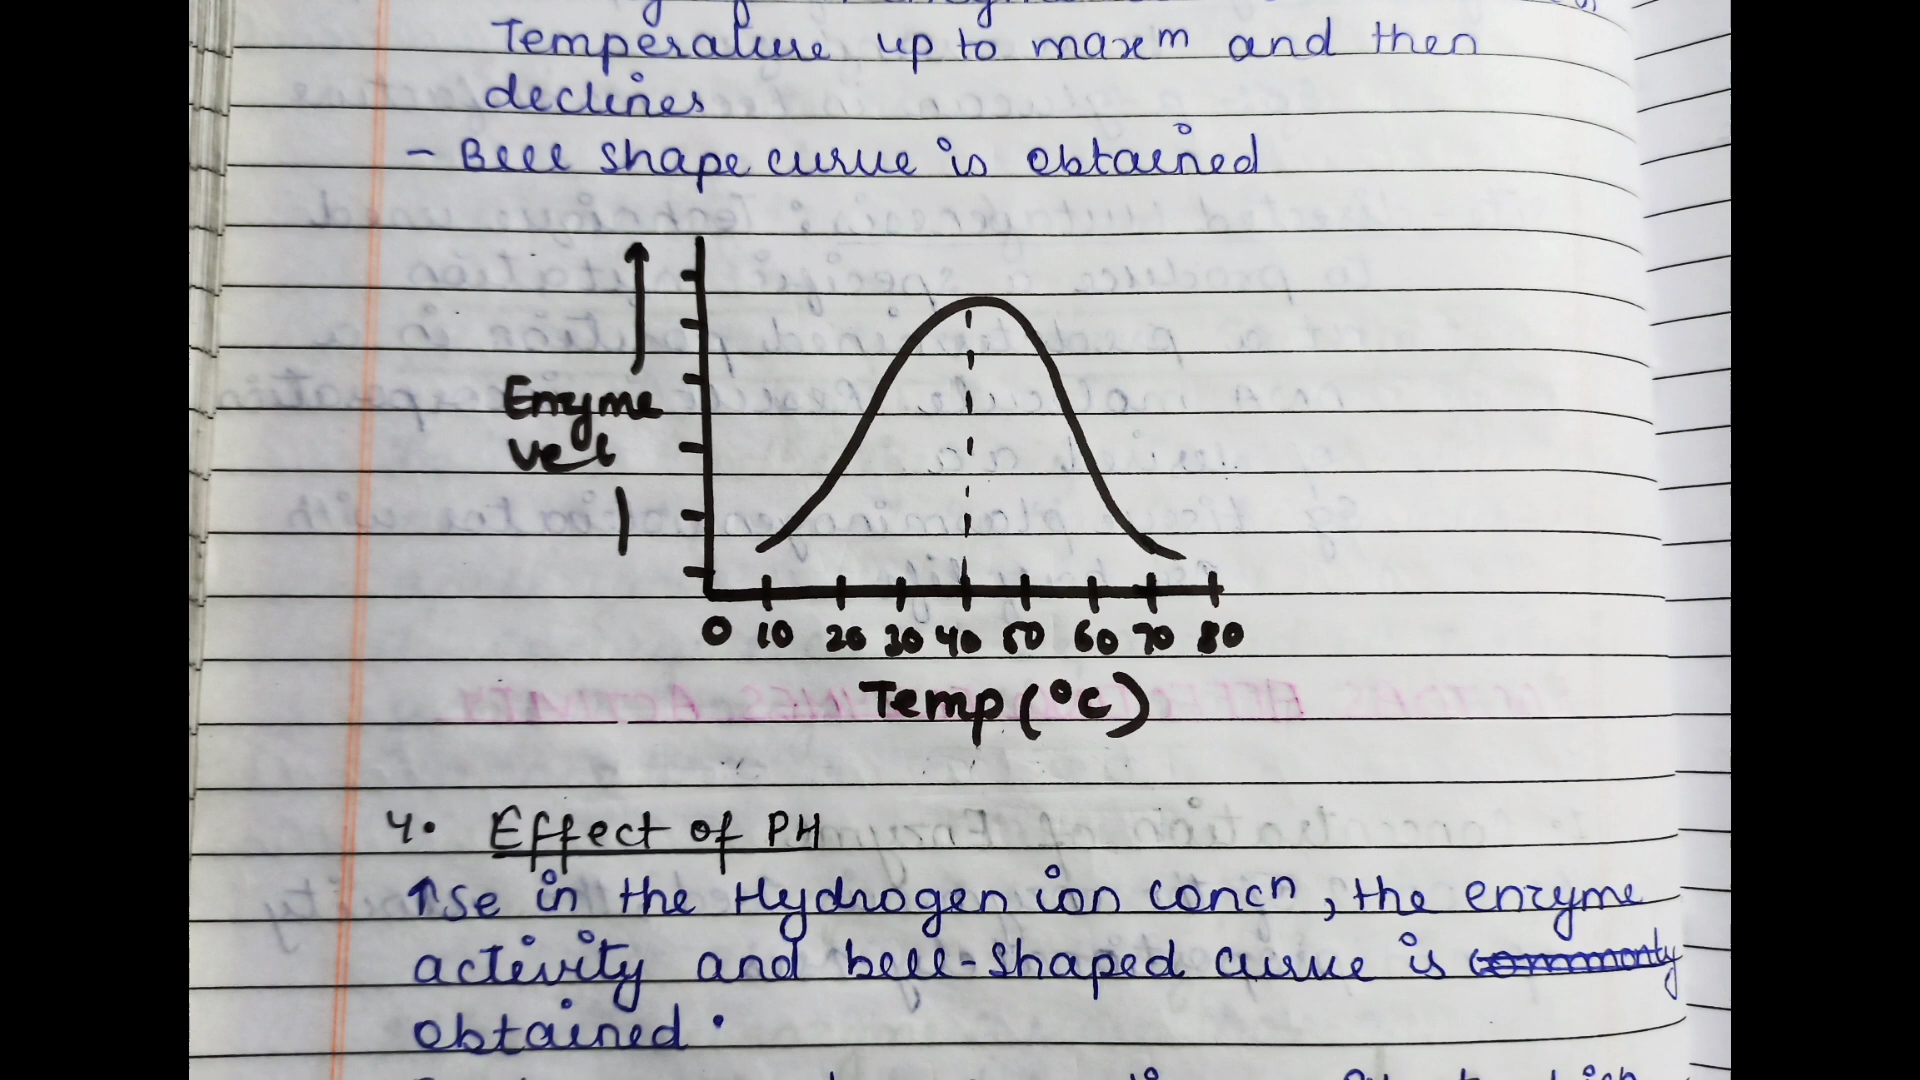 Temperature up to maxm and then
declines
- Bell shape curve is obtained
Enzyme
vel
0 10 20 30 40 50 60 70 80
Temp (°C)
4. Effect of PH
↑se in the Hydrogen ion concn, the enzyme
activity and bell-shaped curve is commonly
obtained.